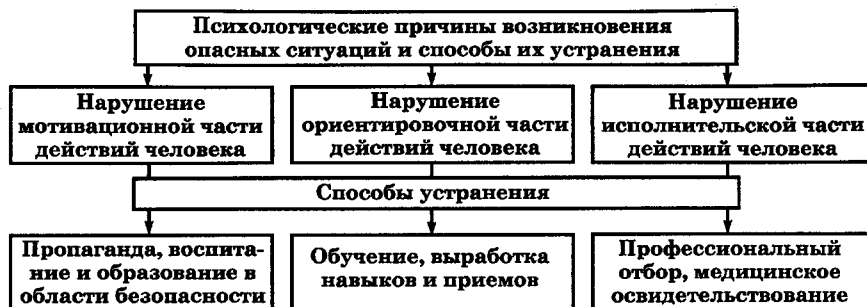 Психологические причины возникновения
опасных ситуаций и способы их устранения
Нарушение
мотивационной части
действий человека
Нарушение
ориентировочной части
действий человека
Нарушение
исполнительской части
действий человека
Способы устранения
Пропаганда, воспита-
ние и образование в
области безопасности
Обучение, выработка
навыков и приемов
Профессиональный
отбор, медицинское
освидетельствование